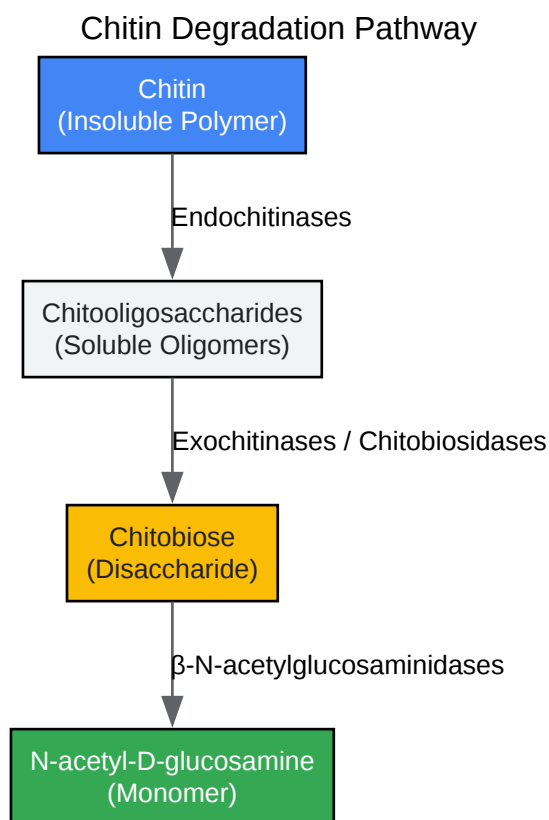 Chitin Degradation Pathway
Chitin
(Insoluble Polymer)
Endochitinases
Chitooligosaccharides
(Soluble Oligomers)
Exochitinases / Chitobiosidases
Chitobiose
(Disaccharide)
β-N-acetylglucosaminidases
N-acetyl-D-glucosamine
(Monomer)